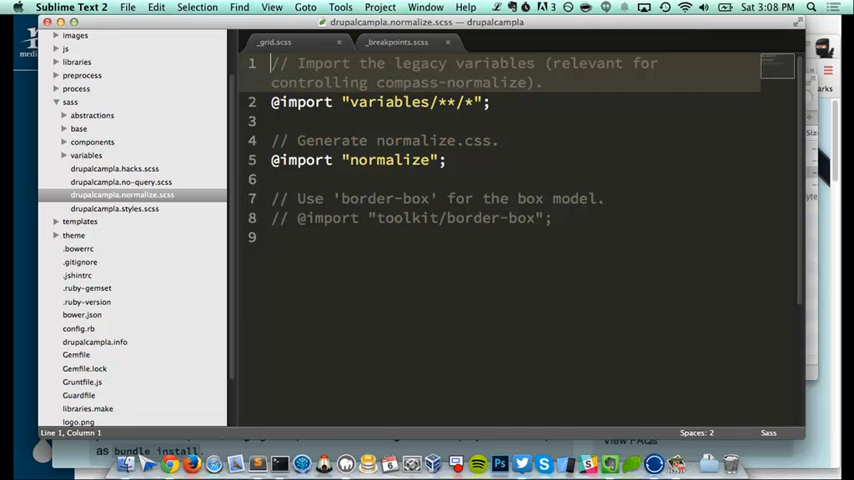 Sublime Text 2 File Edit Selection Find View Goto Tools Project Window Help
Sat 3:08 PM
drupalcampla.normalize.scss — drupalcampla
images
js
libraries
preprocess
process
sass
abstractions
base
components
variables
drupalcampla.hacks.scss
drupalcampla.no-query.scss
drupalcampla.normalize.scss
drupalcampla.styles.scss
templates
theme
.bowerrc
.gitignore
.jshintrc
.ruby-gemset
.ruby-version
bower.json
config.rb
drupalcampla.info
Gemfile
Gemfile.lock
Gruntfile.js
Guardfile
libraries.make
logo.png
_grid.scss
_breakpoints.scss
1 // Import the legacy variables (relevant for
controlling compass-normalize).
2 @import "variables/**/*";
3
4 // Generate normalize.css.
5 @import "normalize";
6
7 // Use 'border-box' for the box model.
8 // @import "toolkit/border-box";
9
Line 1, Column 1
Spaces: 2
Sass
as bundle install.
View FAQs